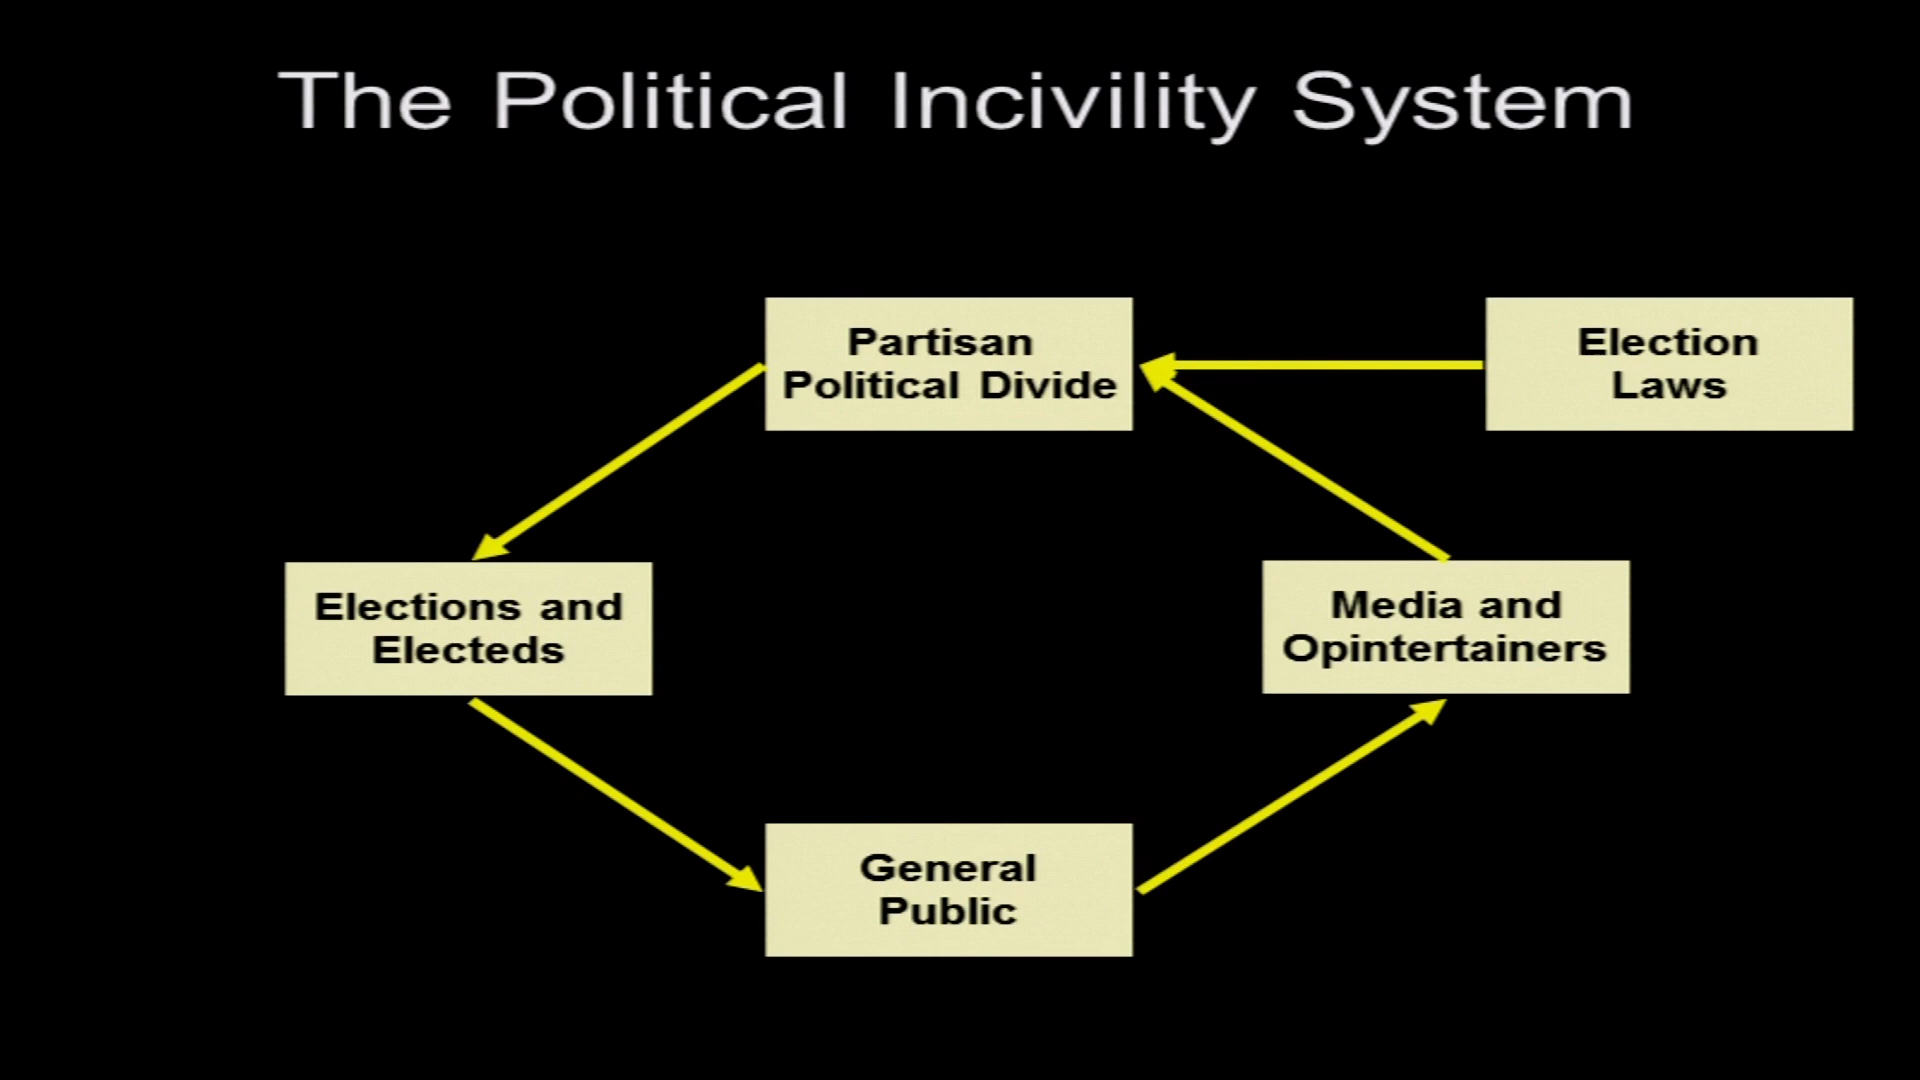 The Political Incivility System
Partisan
Political Divide
Election
Laws
Elections and
Electeds
Media and
Opintertainers
General
Public